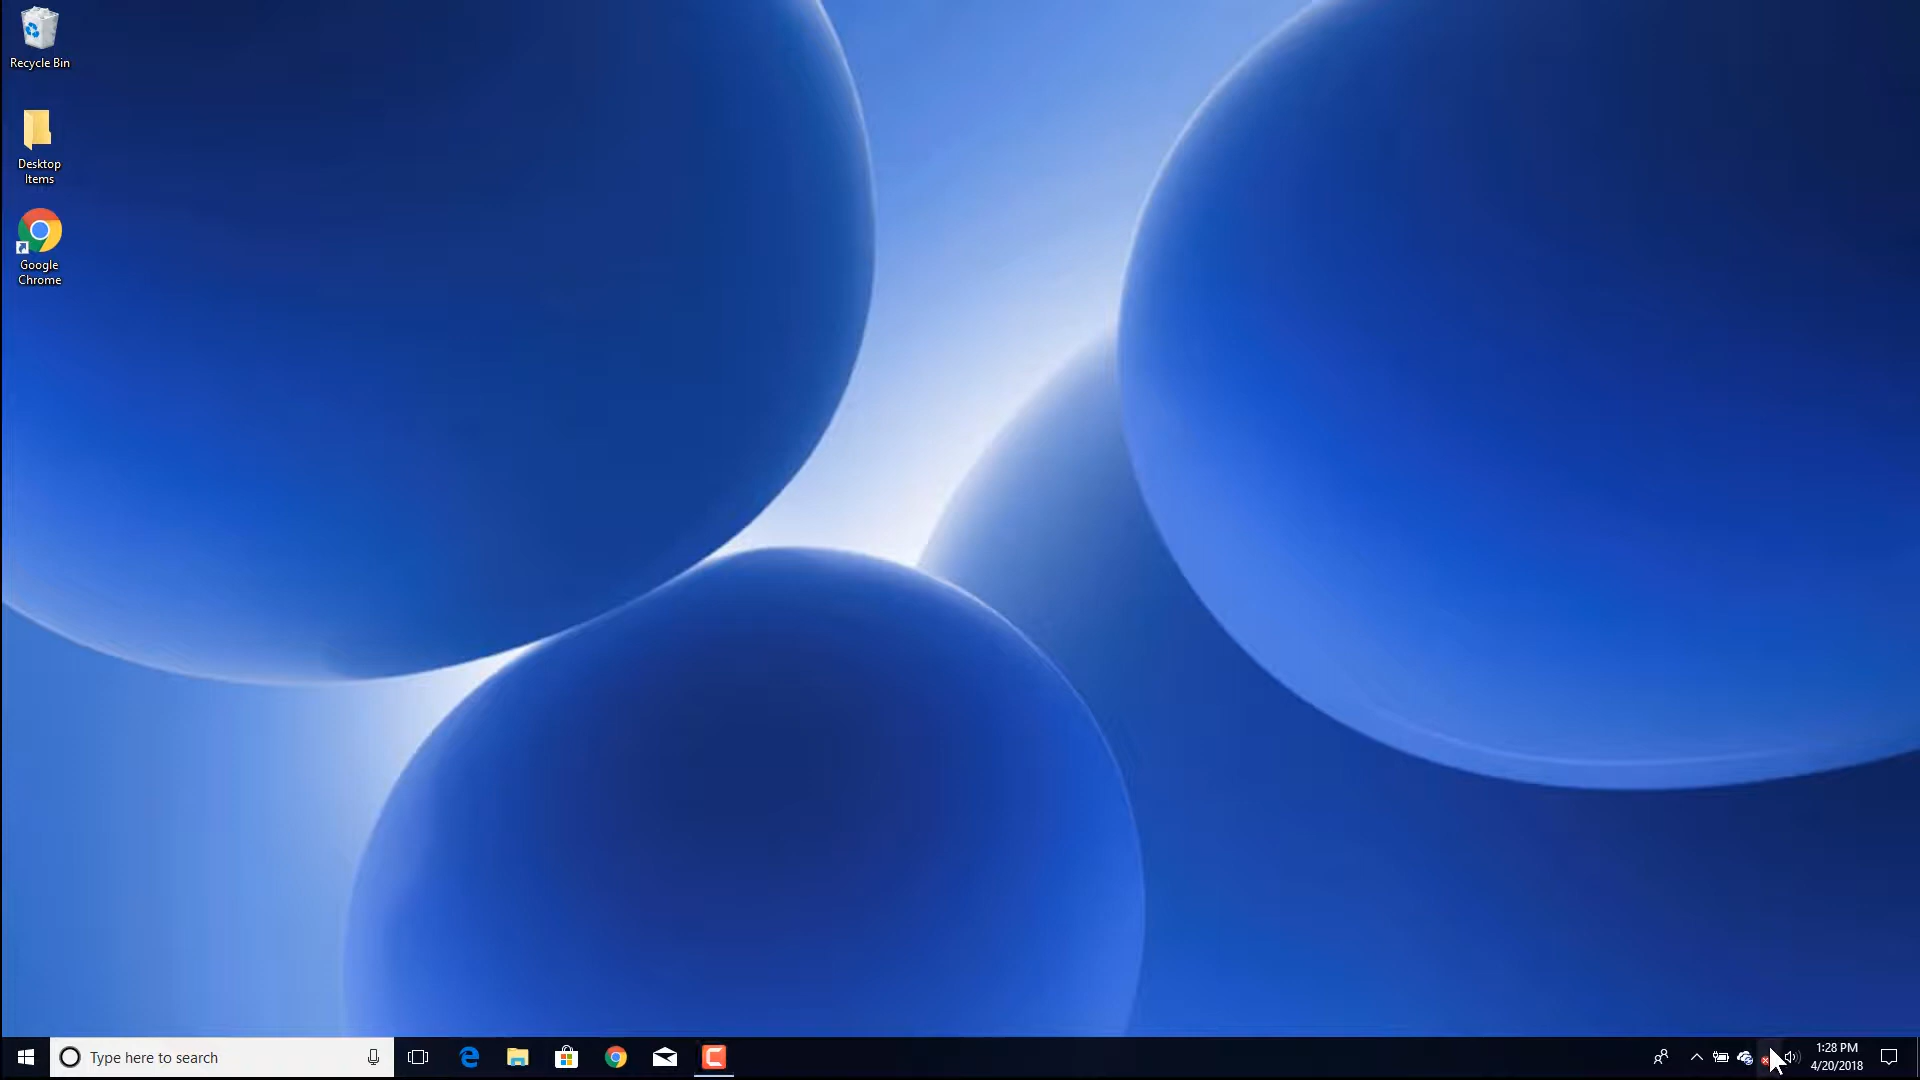 Recycle Bin
Desktop
Items
Google
Chrome
Type here to search
1:28 PM
4/20/2018